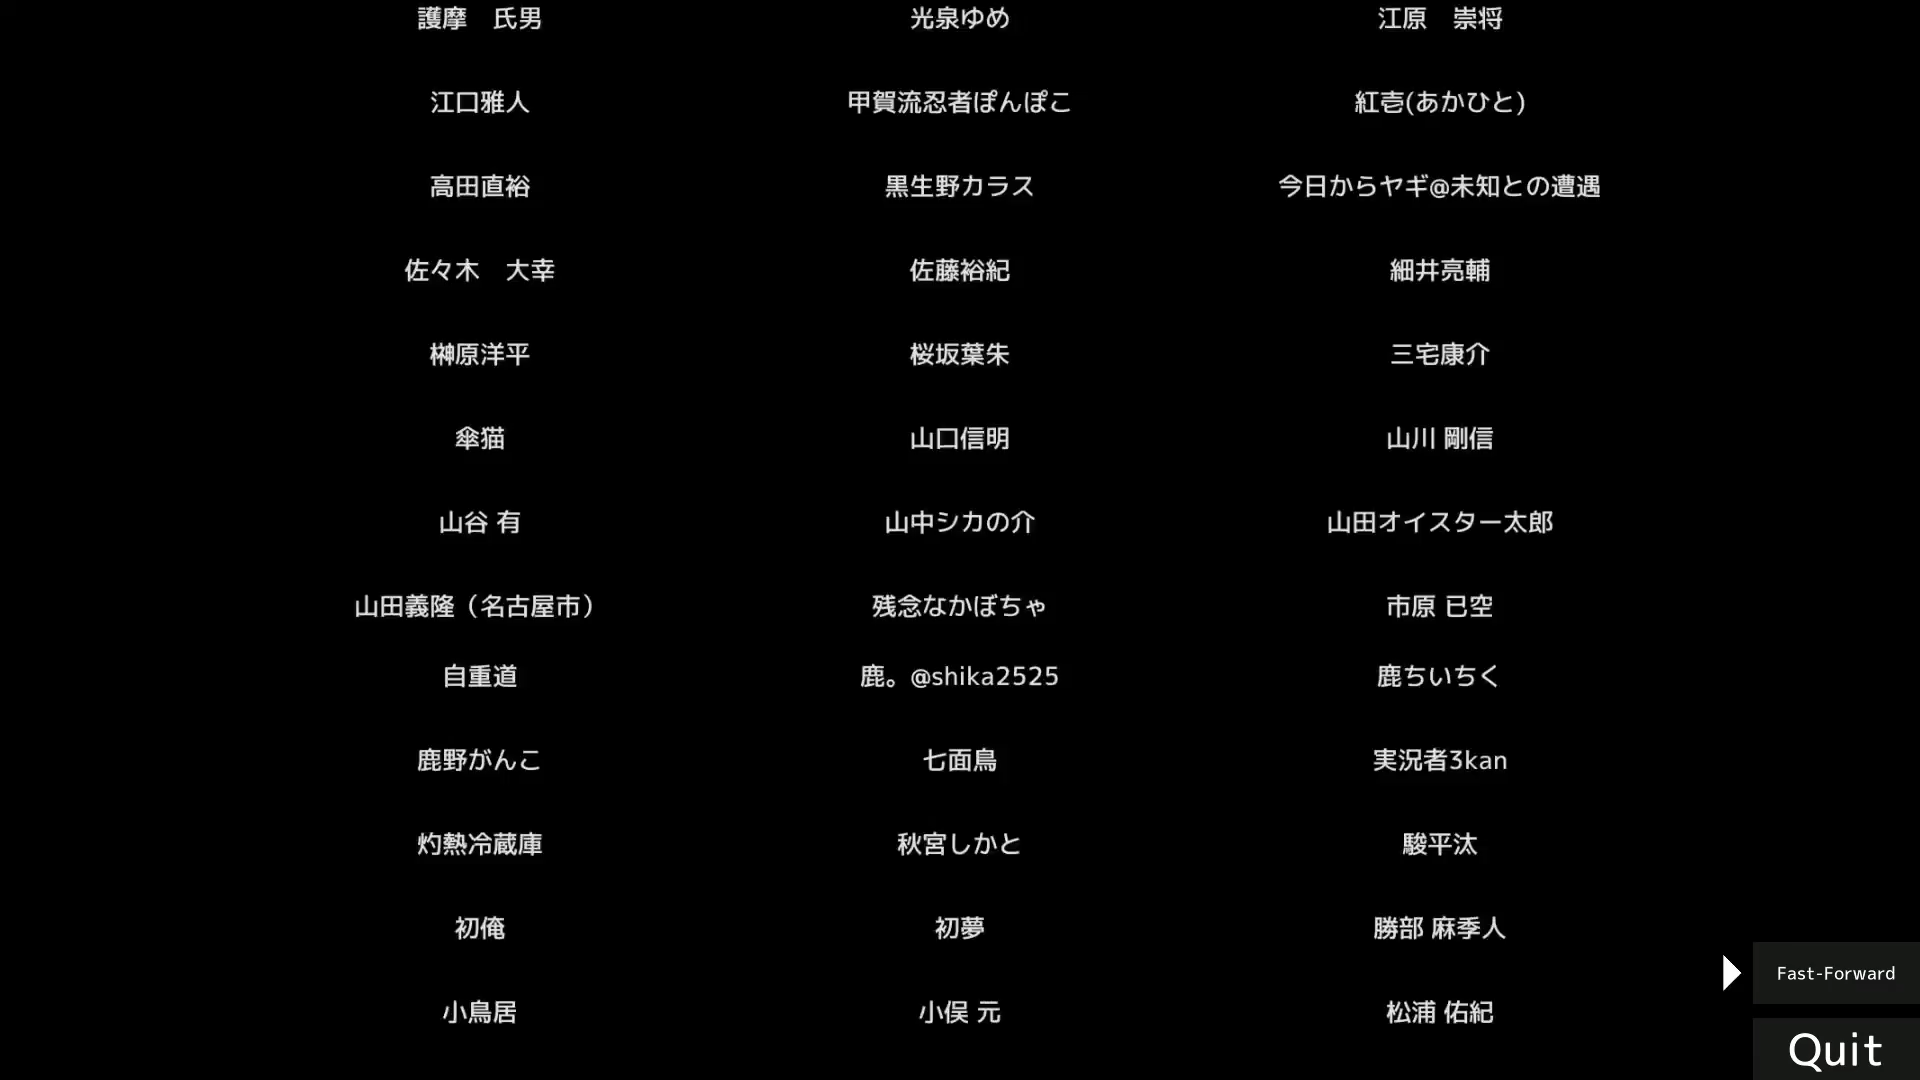 護摩　氏男 光泉ゆめ 江原　崇将
江口雅人 甲賀流忍者ぽんぽこ 紅壱(あかひと)
高田直裕 黒生野カラス 今日からヤギ@未知との遭遇
佐々木　大幸 佐藤裕紀 細井亮輔
榊原洋平 桜坂葉朱 三宅康介
傘猫 山口信明 山川 剛信
山谷 有 山中シカの介 山田オイスター太郎
山田義隆（名古屋市） 残念なかぼちゃ 市原 已空
自重道 鹿。@shika2525 鹿ちいちく
鹿野がんこ 七面鳥 実況者3kan
灼熱冷蔵庫 秋宮しかと 駿平汰
初俺 初夢 勝部 麻季人
小鳥居 小俣 元 松浦 佑紀
Fast-Forward
Quit